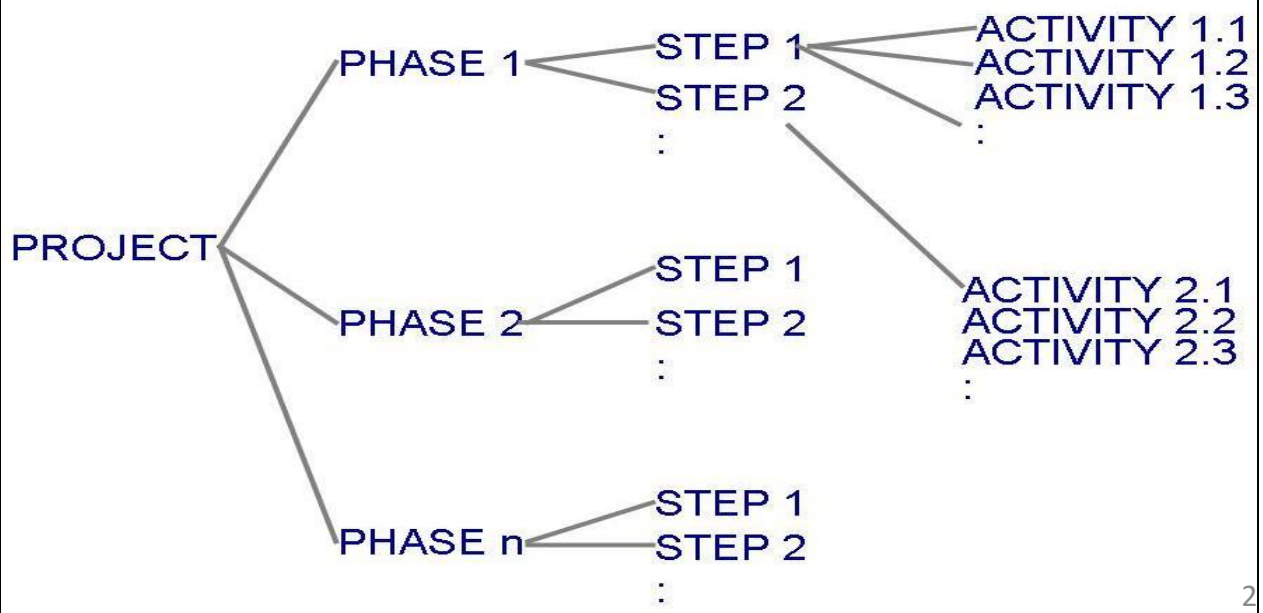 PROJECT
PHASE 1
STEP 1
STEP 2
:
ACTIVITY 1.1
ACTIVITY 1.2
ACTIVITY 1.3
:
ACTIVITY 2.1
ACTIVITY 2.2
ACTIVITY 2.3
:
PHASE 2
STEP 1
STEP 2
:
PHASE n
STEP 1
STEP 2
:
2